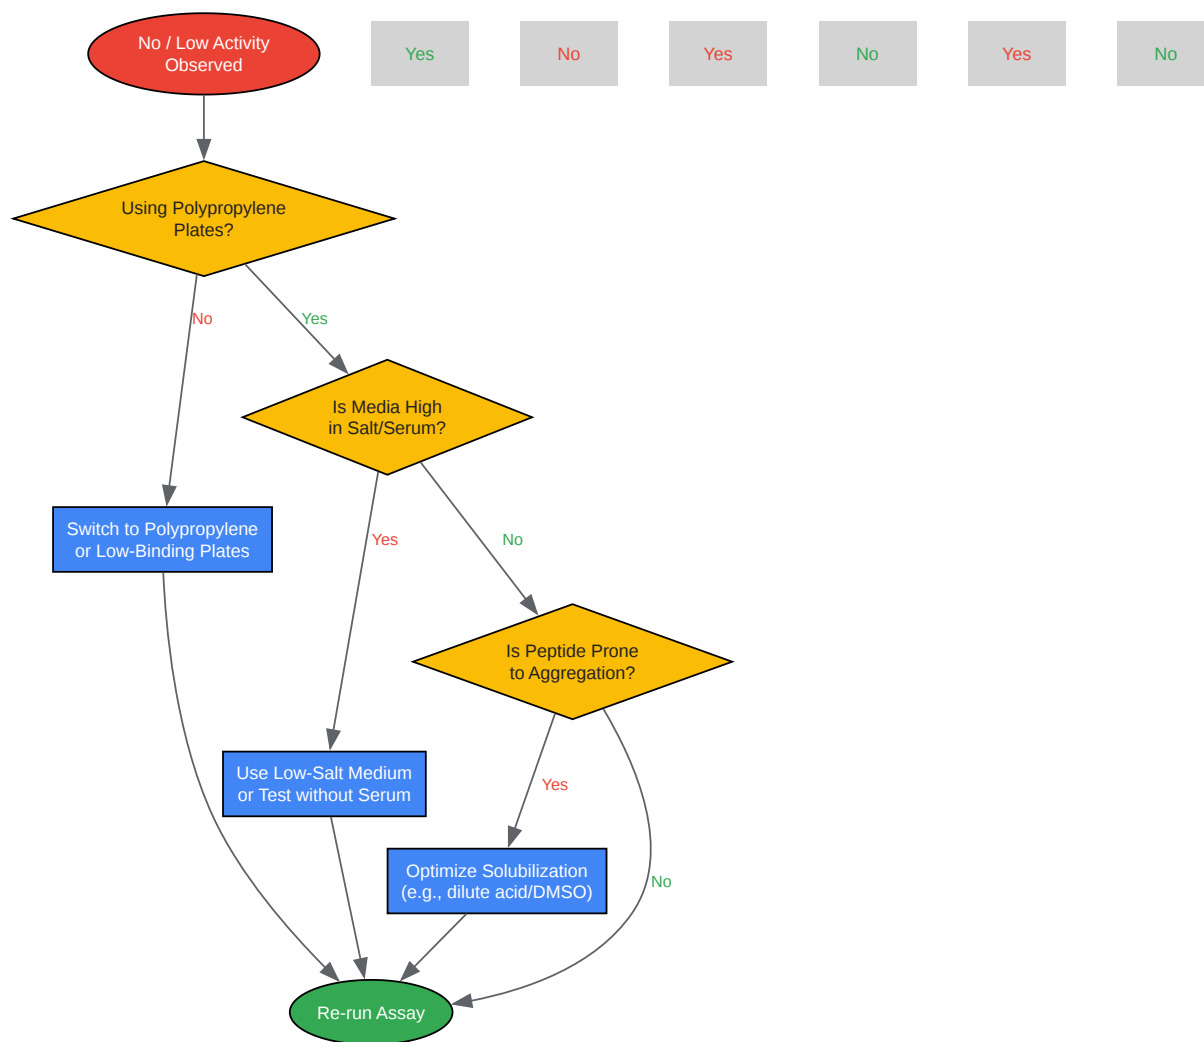 No / Low Activity
Observed
Yes
No
Yes
No
Yes
No
Using Polypropylene
Plates?
No
Yes
Is Media High
in Salt/Serum?
Switch to Polypropylene
or Low-Binding Plates
Yes
No
Is Peptide Prone
to Aggregation?
Use Low-Salt Medium
or Test without Serum
Yes
Optimize Solubilization
(e.g., dilute acid/DMSO)
No
Re-run Assay